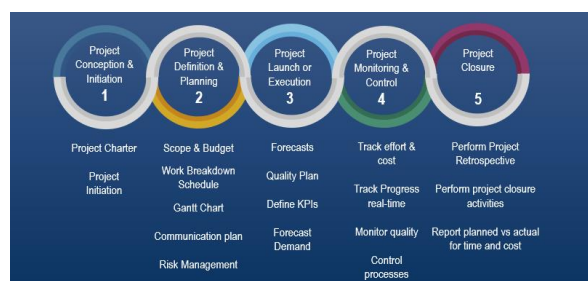 Project
Conception &
Initiation
1
Project
Definition &
Planning
2
Project
Launch or
Execution
3
Project
Monitoring &
Control
4
Project
Closure
5
Project Charter
Project
Initiation
Scope & Budget
Work Breakdown
Schedule
Gantt Chart
Communication plan
Risk Management
Forecasts
Quality Plan
Define KPIs
Forecast
Demand
Track effort &
cost
Track Progress
real-time
Monitor quality
Control
processes
Perform Project
Retrospective
Perform project closure
activities
Report planned vs actual
for time and cost